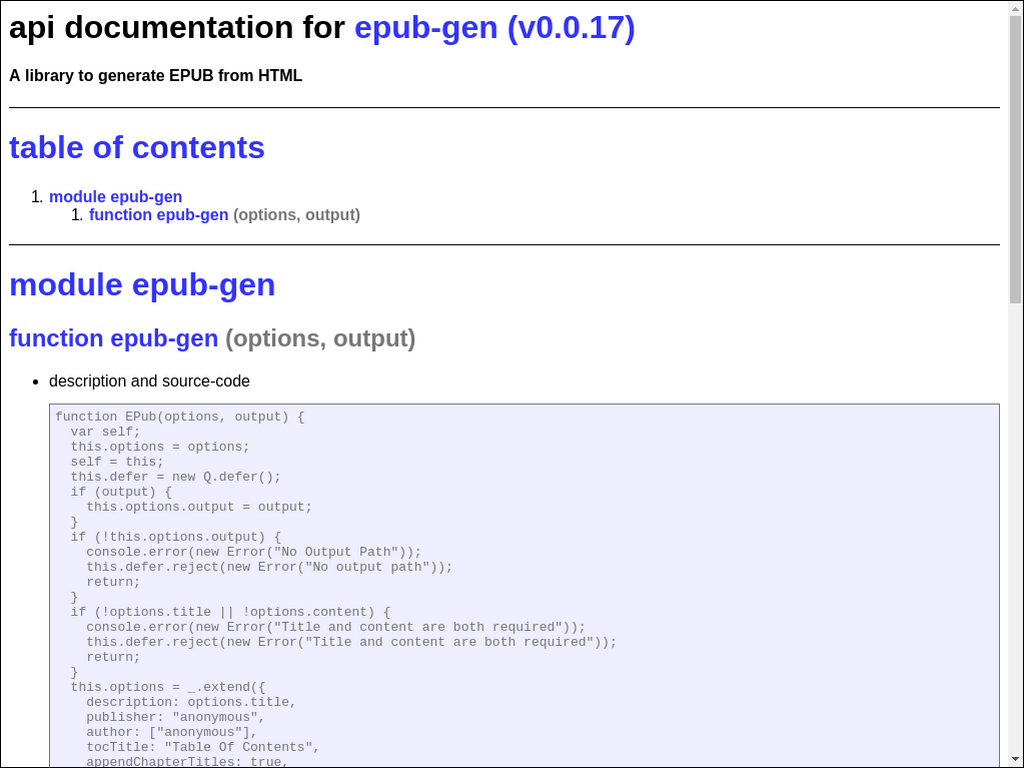 api documentation for epub-gen (v0.0.17)
A library to generate EPUB from HTML
table of contents
1. module epub-gen
1. function epub-gen (options, output)
module epub-gen
function epub-gen (options, output)
• description and source-code
function EPub(options, output) {
  var self;
  this.options = options;
  self = this;
  this.defer = new Q.defer();
  if (output) {
    this.options.output = output;
  }
  if (!this.options.output) {
    console.error(new Error("No Output Path"));
    this.defer.reject(new Error("No output path"));
    return;
  }
  if (!options.title || !options.content) {
    console.error(new Error("Title and content are both required"));
    this.defer.reject(new Error("Title and content are both required"));
    return;
  }
  this.options = _.extend({
    description: options.title,
    publisher: "anonymous",
    author: ["anonymous"],
    tocTitle: "Table Of Contents",
    appendChapterTitles: true,